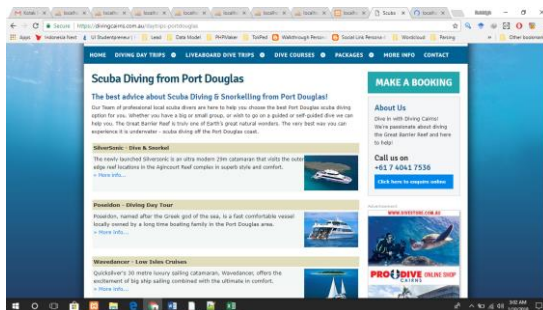 Secure
https://divingcairns.com.au/daytrips-portdouglas
Apps
Indonesia Next
Lead
Data Model
HOME DIVING DAY TRIPS LIVEABOARD DIVE TRIPS DIVE COURSES PACKAGES MORE INFO CONTACT
Scuba Diving from Port Douglas
The best advice about Scuba Diving & Snorkelling from Port Douglas!
Our Team of professional local scuba divers are here to help you choose the best Port Douglas scuba diving
option for you. Whether you have a big or small group, or wish to go on a guided or self-guided dive we can
help you. The Great Barrier Reef is truly one of Earth's great natural wonders. The very best way you can
experience it is underwater - scuba diving off the Port Douglas coast.
SilverSonic - Dive & Snorkel
The newly launched Silversonic is an ultra modern 29m catamaran that visits the outer
edge reef locations in the Agincourt Reef complex in superb style and comfort.
» More info...
Poseidon - Diving Day Tour
Poseidon, named after the Greek god of the sea, is a fast comfortable vessel
locally owned by a long time boating family in the Port Douglas area.
» More info...
Wavedancer - Low Isles Cruises
Quicksilver's 30 metre luxury sailing catamaran, Wavedancer, offers the
excitement of big ship sailing combined with the ultimate in comfort.
MAKE A BOOKING
About Us
Dive in with Diving Cairns!
We're passionate about diving
the Great Barrier Reef and here
to help!
Call us on
+61 7 4041 7536
Click here to enquire online
Advertisement
WWW.DIVESTORE.COM.AU
PRO DIVE CAIRNS ONLINE SHOP